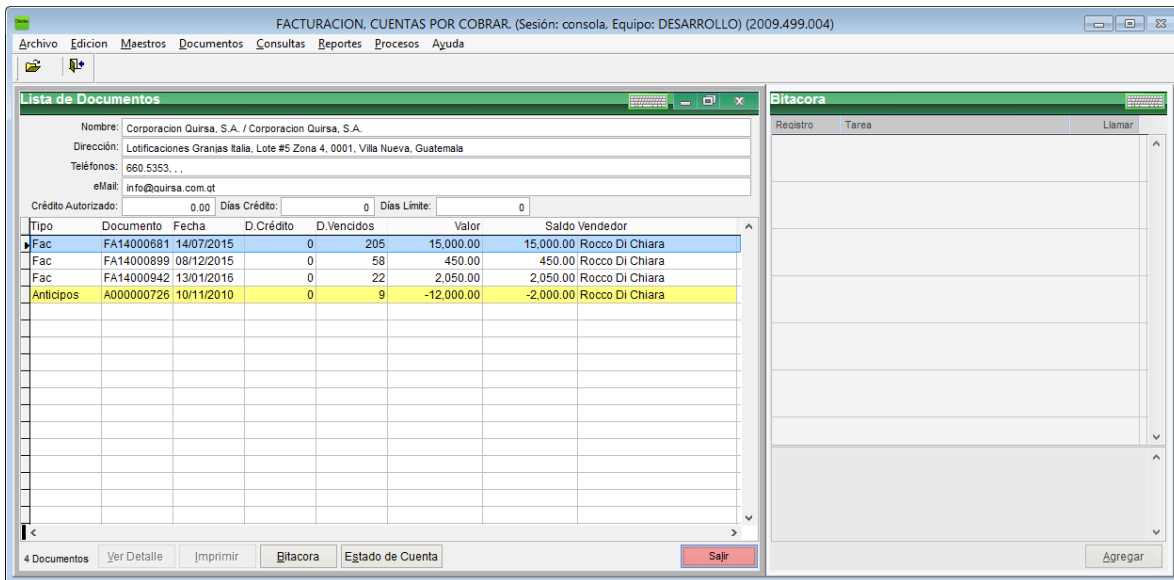 FACTURACION. CUENTAS POR COBRAR. (Sesión: consola, Equipo: DESARROLLO) (2009.499.004)
Archivo Edicion Maestros Documentos Consultas Reportes Procesos Ayuda
Lista de Documentos
Nombre: Corporacion Quirsa, S.A. / Corporacion Quirsa, S.A.
Dirección: Lotificaciones Granjas Italia, Lote #5 Zona 4, 0001, Villa Nueva, Guatemala
Teléfonos: 660.5353, , ,
eMail: info@quirsa.com.gt
Crédito Autorizado: 0.00 Días Crédito: 0 Días Límite: 0
Tipo Documento Fecha D.Crédito D.Vencidos Valor Saldo Vendedor
Fac FA14000681 14/07/2015 0 205 15,000.00 15,000.00 Rocco Di Chiara
Fac FA14000899 08/12/2015 0 58 450.00 450.00 Rocco Di Chiara
Fac FA14000942 13/01/2016 0 22 2,050.00 2,050.00 Rocco Di Chiara
Anticipos A000000726 10/11/2010 0 9 -12,000.00 -2,000.00 Rocco Di Chiara
4 Documentos Ver Detalle Imprimir Bitacora Estado de Cuenta Salir
Bitacora
Registro Tarea Llamar
Agregar